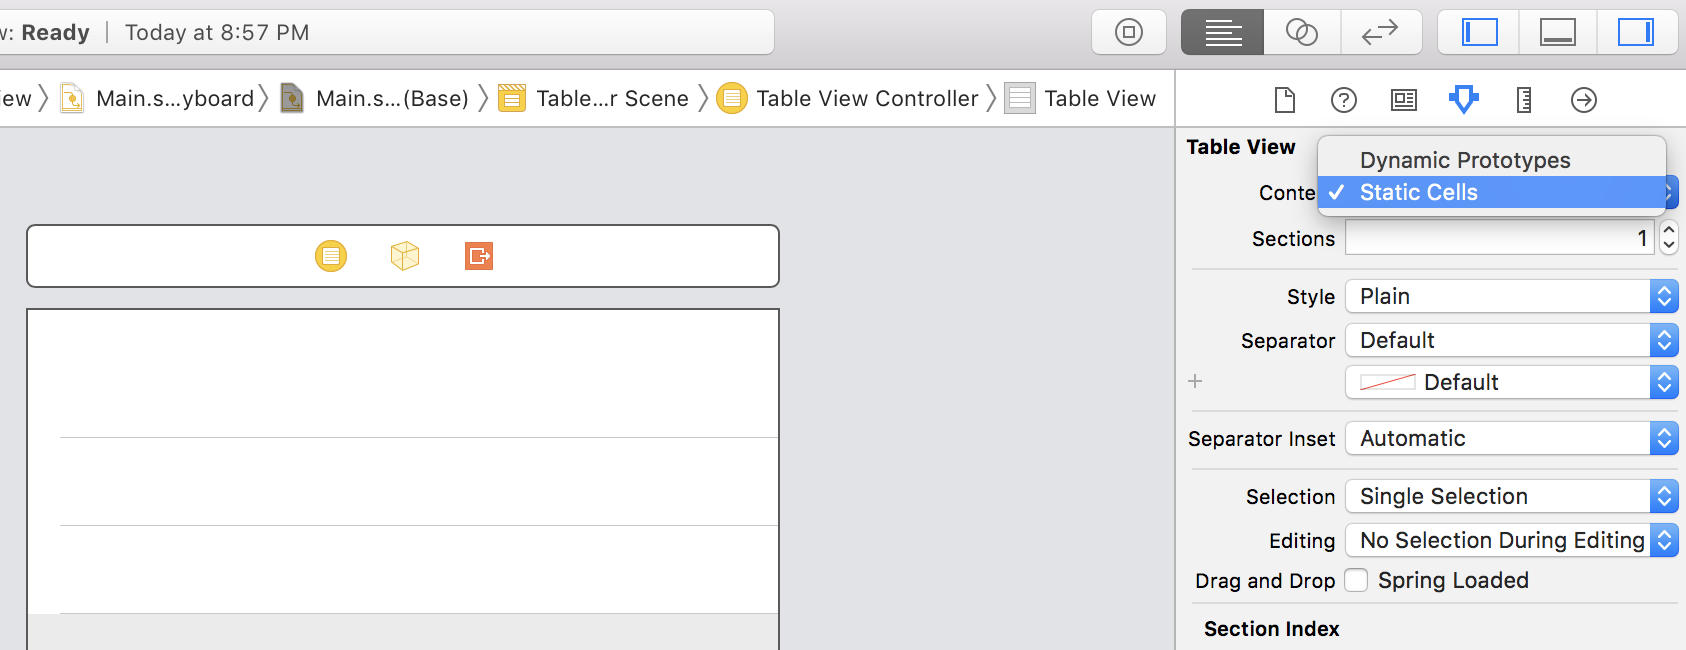 w: Ready | Today at 8:57 PM
iew 〉 Main.s...yboard 〉 Main.s...(Base) 〉 Table...r Scene 〉 Table View Controller 〉 Table View
Table View
Dynamic Prototypes
Conte ✓ Static Cells
Sections 1
Style Plain
Separator Default
+ Default
Separator Inset Automatic
Selection Single Selection
Editing No Selection During Editing
Drag and Drop Spring Loaded
Section Index